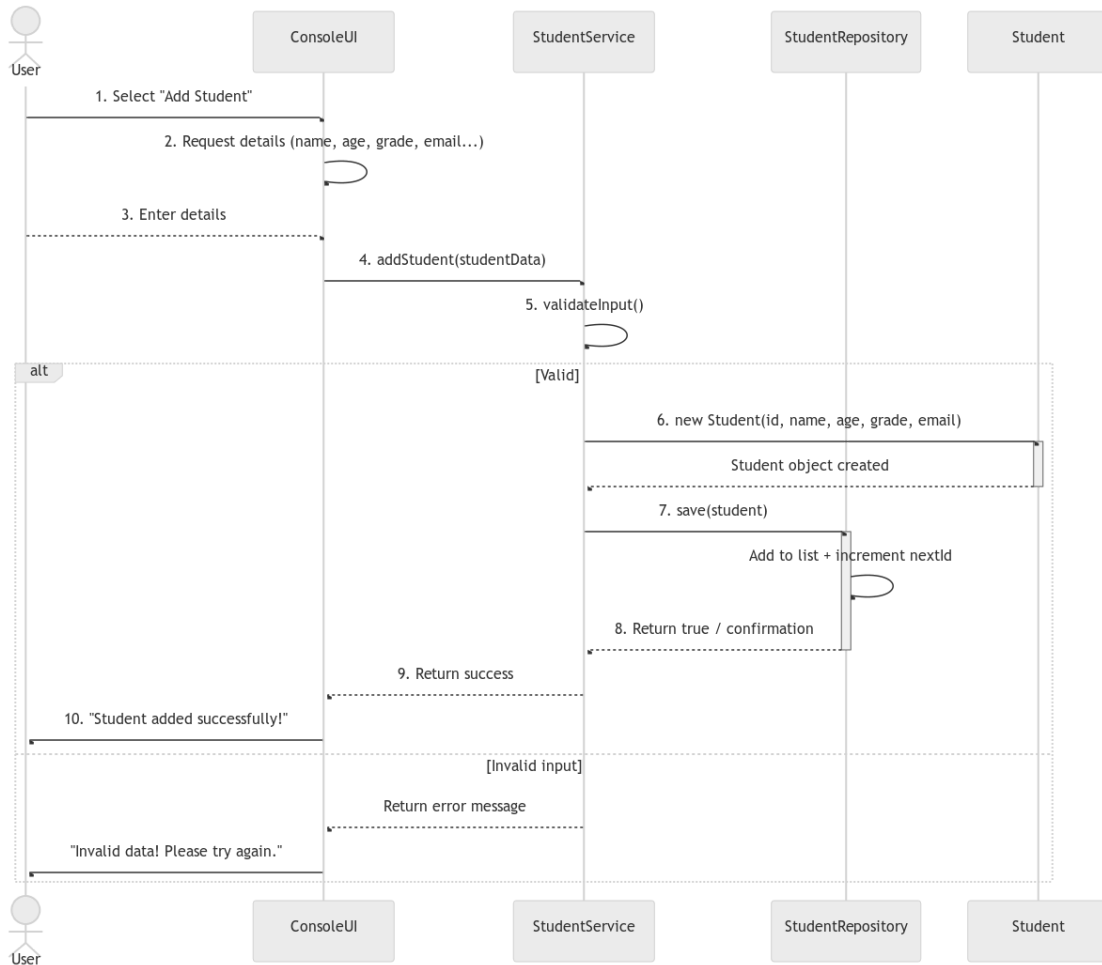 ConsoleUI
StudentService
StudentRepository
Student
User
1. Select "Add Student"
2. Request details (name, age, grade, email...)
3. Enter details
4. addStudent(studentData)
5. validateInput()
alt
[Valid]
6. new Student(id, name, age, grade, email)
Student object created
7. save(student)
Add to list + increment nextId
8. Return true / confirmation
9. Return success
10. "Student added successfully!"
[Invalid input]
Return error message
"Invalid data! Please try again."
ConsoleUI
StudentService
StudentRepository
Student
User